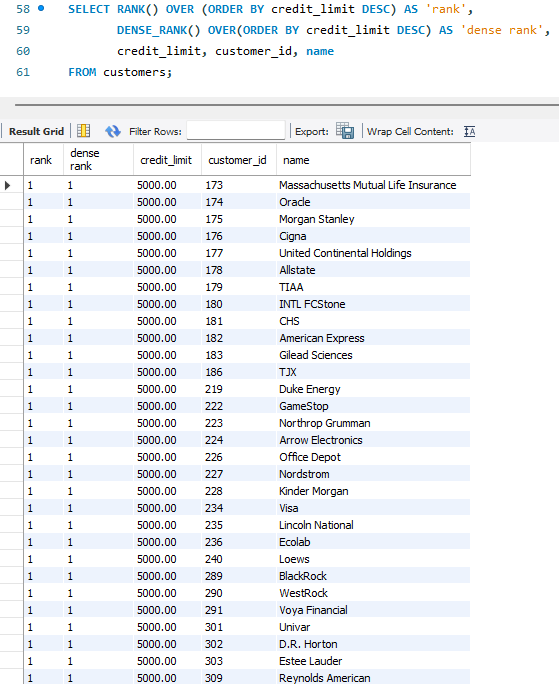 58 SELECT RANK() OVER (ORDER BY credit_limit DESC) AS 'rank',
59 DENSE_RANK() OVER(ORDER BY credit_limit DESC) AS 'dense rank',
60 credit_limit, customer_id, name
61 FROM customers;
Result Grid Filter Rows: Export: Wrap Cell Content: IA
rank dense rank credit_limit customer_id name
1 1 5000.00 173 Massachusetts Mutual Life Insurance
1 1 5000.00 174 Oracle
1 1 5000.00 175 Morgan Stanley
1 1 5000.00 176 Cigna
1 1 5000.00 177 United Continental Holdings
1 1 5000.00 178 Allstate
1 1 5000.00 179 TIAA
1 1 5000.00 180 INTL FCStone
1 1 5000.00 181 CHS
1 1 5000.00 182 American Express
1 1 5000.00 183 Gilead Sciences
1 1 5000.00 186 TJX
1 1 5000.00 219 Duke Energy
1 1 5000.00 222 GameStop
1 1 5000.00 223 Northrop Grumman
1 1 5000.00 224 Arrow Electronics
1 1 5000.00 226 Office Depot
1 1 5000.00 227 Nordstrom
1 1 5000.00 228 Kinder Morgan
1 1 5000.00 234 Visa
1 1 5000.00 235 Lincoln National
1 1 5000.00 236 Ecolab
1 1 5000.00 240 Loews
1 1 5000.00 289 BlackRock
1 1 5000.00 290 WestRock
1 1 5000.00 291 Voya Financial
1 1 5000.00 301 Univar
1 1 5000.00 302 D.R. Horton
1 1 5000.00 303 Estee Lauder
1 1 5000.00 309 Reynolds American